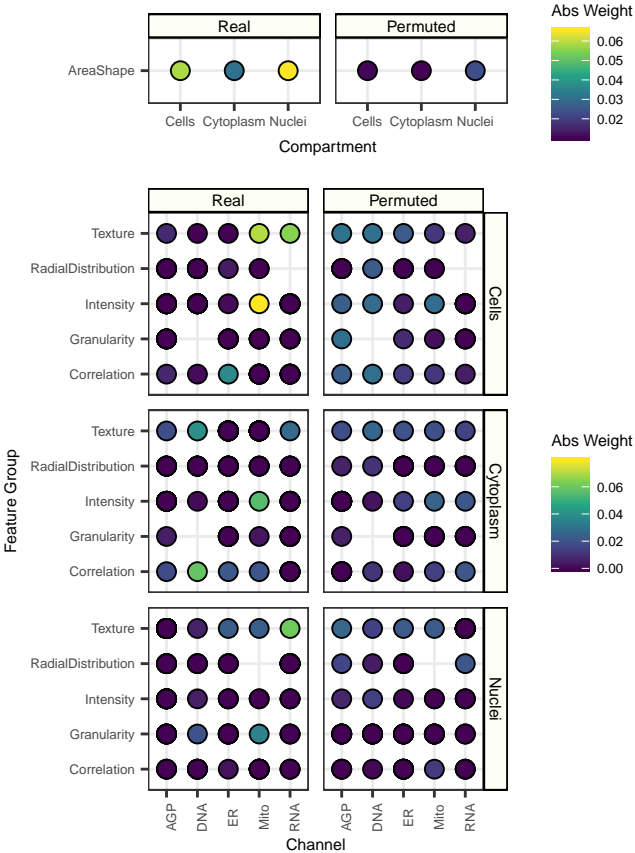 Real Permuted
AreaShape
Cells Cytoplasm Nuclei Cells Cytoplasm Nuclei
Compartment
Abs Weight
0.06
0.05
0.04
0.03
0.02
Real Permuted
Feature Group
Texture
RadialDistribution
Intensity
Granularity
Correlation
Cells
Texture
RadialDistribution
Intensity
Granularity
Correlation
Cytoplasm
Texture
RadialDistribution
Intensity
Granularity
Correlation
Nuclei
AGP DNA ER Mito RNA AGP DNA ER Mito RNA
Channel
Abs Weight
0.06
0.04
0.02
0.00